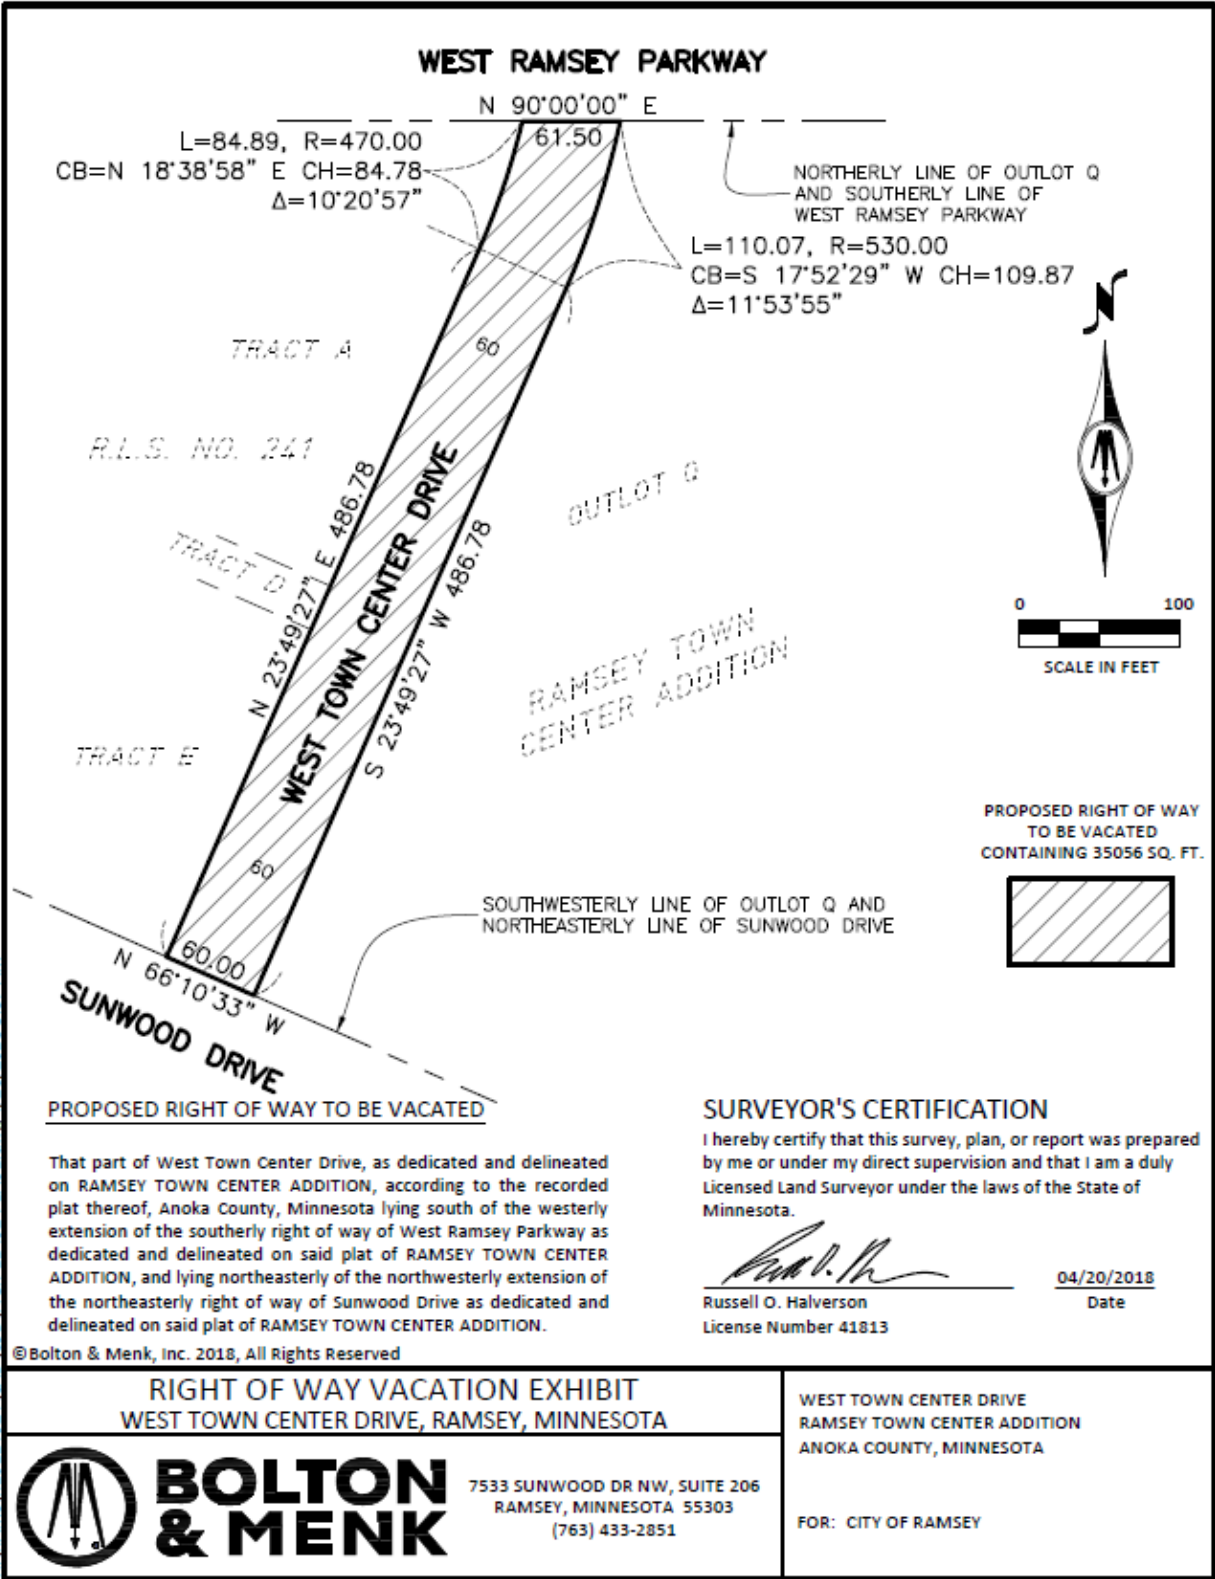 WEST RAMSEY PARKWAY
N 90°00'00" E
61.50
L=84.89, R=470.00
CB=N 18°38'58" E CH=84.78
Δ=10°20'57"
NORTHERLY LINE OF OUTLOT Q
AND SOUTHERLY LINE OF
WEST RAMSEY PARKWAY
L=110.07, R=530.00
CB=S 17°52'29" W CH=109.87
Δ=11°53'55"
N
TRACT A
60
R.L.S. NO. 241
OUTLOT Q
TRACT D
N 23°49'27" E 486.78
WEST TOWN CENTER DRIVE
S 23°49'27" W 486.78
0 100
SCALE IN FEET
RAMSEY TOWN
CENTER ADDITION
TRACT E
PROPOSED RIGHT OF WAY
TO BE VACATED
CONTAINING 35056 SQ. FT.
60
SOUTHWESTERLY LINE OF OUTLOT Q AND
NORTHEASTERLY LINE OF SUNWOOD DRIVE
60.00
N 66°10'33" W
SUNWOOD DRIVE
PROPOSED RIGHT OF WAY TO BE VACATED
That part of West Town Center Drive, as dedicated and delineated
on RAMSEY TOWN CENTER ADDITION, according to the recorded
plat thereof, Anoka County, Minnesota lying south of the westerly
extension of the southerly right of way of West Ramsey Parkway as
dedicated and delineated on said plat of RAMSEY TOWN CENTER
ADDITION, and lying northeasterly of the northwesterly extension of
the northeasterly right of way of Sunwood Drive as dedicated and
delineated on said plat of RAMSEY TOWN CENTER ADDITION.
©Bolton & Menk, Inc. 2018, All Rights Reserved
SURVEYOR'S CERTIFICATION
I hereby certify that this survey, plan, or report was prepared
by me or under my direct supervision and that I am a duly
Licensed Land Surveyor under the laws of the State of
Minnesota.
04/20/2018
Russell O. Halverson
Date
License Number 41813
RIGHT OF WAY VACATION EXHIBIT
WEST TOWN CENTER DRIVE, RAMSEY, MINNESOTA
BOLTON
& MENK
7533 SUNWOOD DR NW, SUITE 206
RAMSEY, MINNESOTA 55303
(763) 433-2851
WEST TOWN CENTER DRIVE
RAMSEY TOWN CENTER ADDITION
ANOKA COUNTY, MINNESOTA
FOR: CITY OF RAMSEY